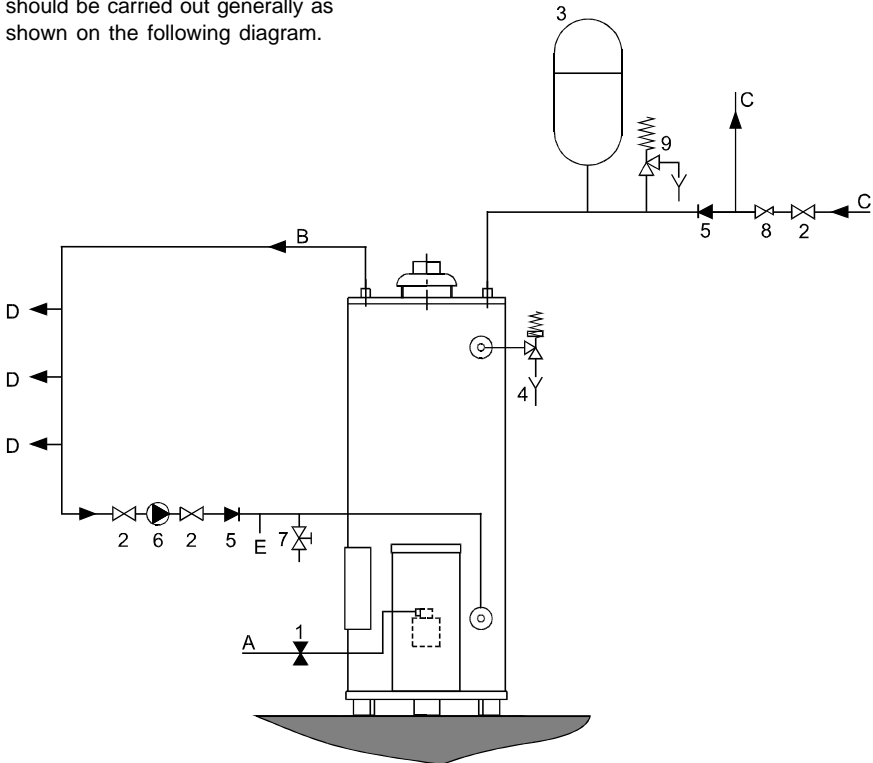 should be carried out generally as
shown on the following diagram.
3
C
9
C
5 8 2
B
D
4
D
D
2 6 2 5 E 7
1
A